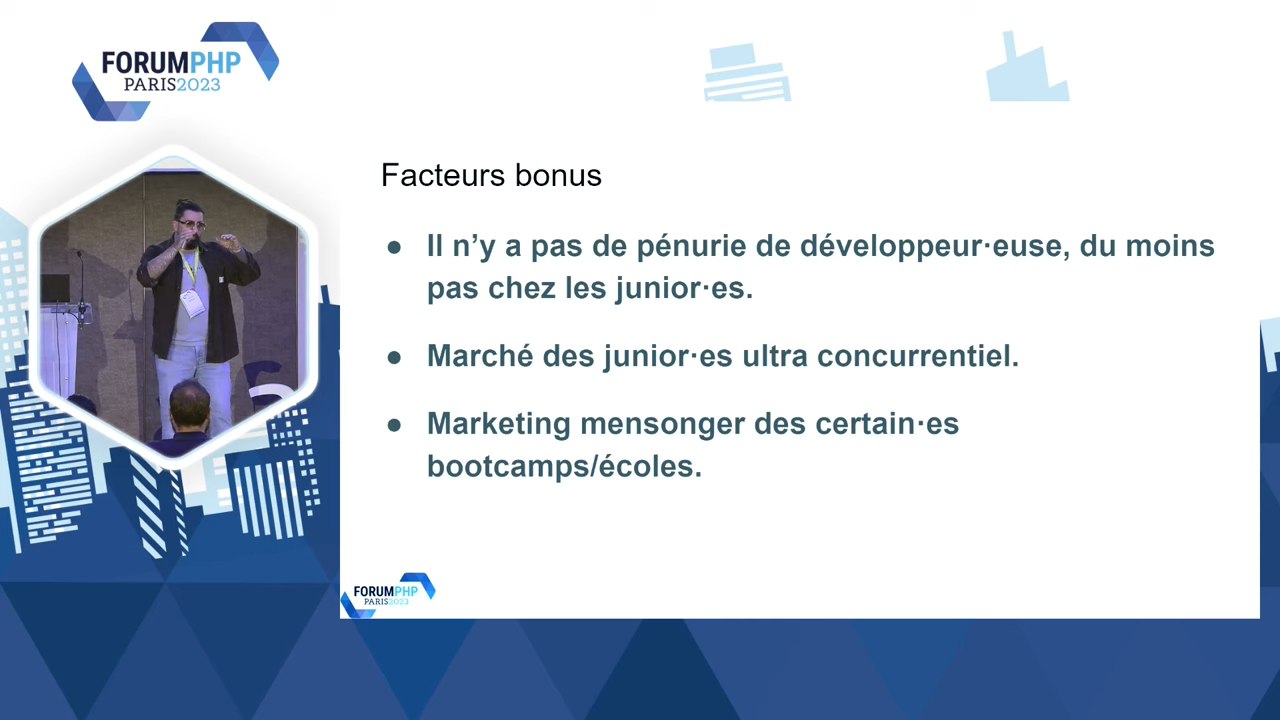 FORUMPHP
PARIS2023
Facteurs bonus
● Il n’y a pas de pénurie de développeur·euse, du moins
pas chez les junior·es.
● Marché des junior·es ultra concurrentiel.
● Marketing mensonger des certain·es
bootcamps/écoles.
FORUMPHP
PARIS2023